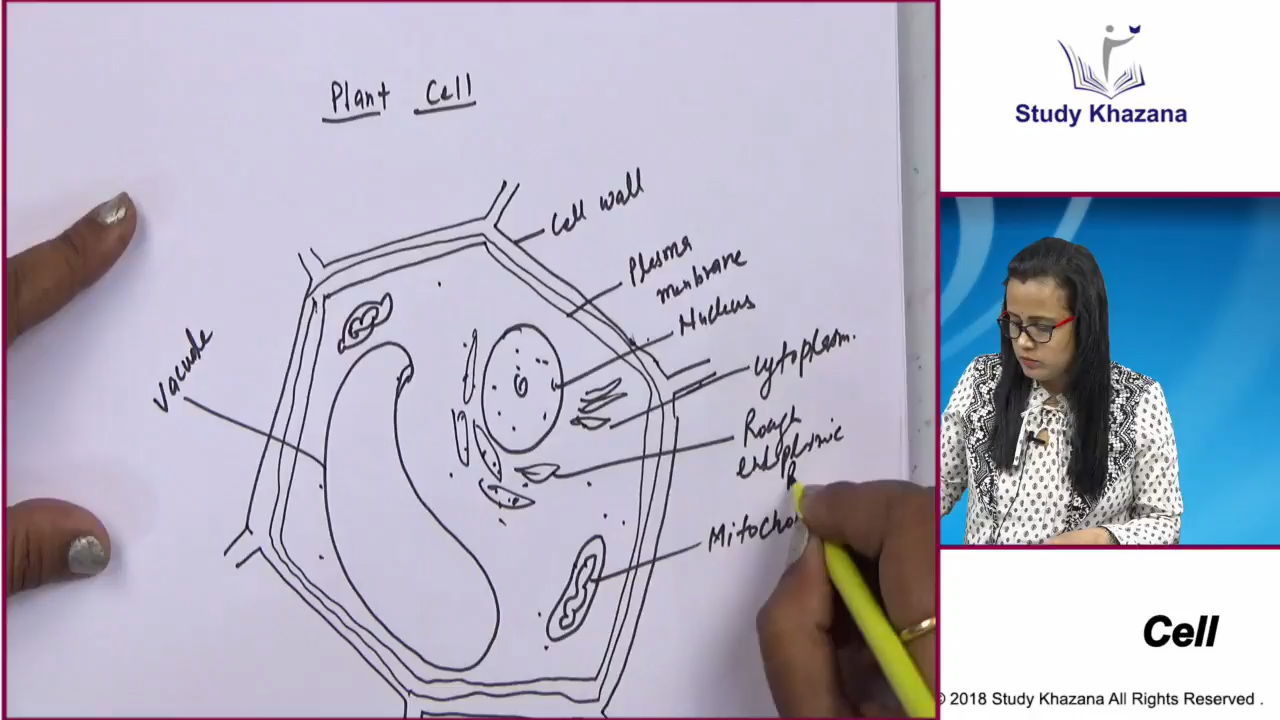 Plant Cell
Cell wall
Plasma
membrane
Nucleus
Cytoplasm.
Vacuole
Rough
endoplasmic
R
Mitocho
Study Khazana
Cell
© 2018 Study Khazana All Rights Reserved .